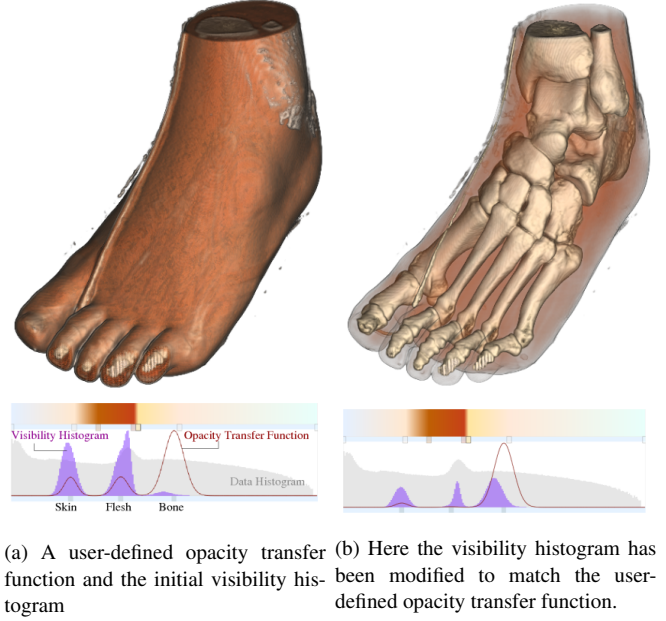 Visibility Histogram
Opacity Transfer Function
Data Histogram
Skin Flesh Bone
(a) A user-defined opacity transfer
function and the initial visibility his-
togram
(b) Here the visibility histogram has
been modified to match the user-
defined opacity transfer function.